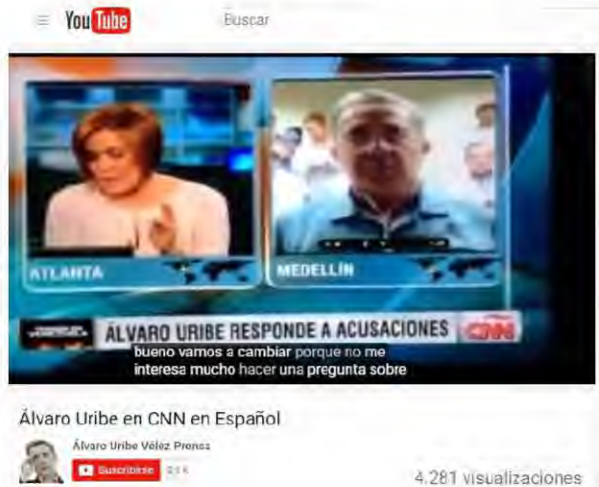 YouTube
Buscar
ATLANTA
MEDELLÍN
ÁLVARO URIBE RESPONDE A ACUSACIONES
CNN
bueno vamos a cambiar porque no me
interesa mucho hacer una pregunta sobre
Álvaro Uribe en CNN en Español
Álvaro Uribe Vélez Prensa
Suscribirse
4.281 visualizaciones